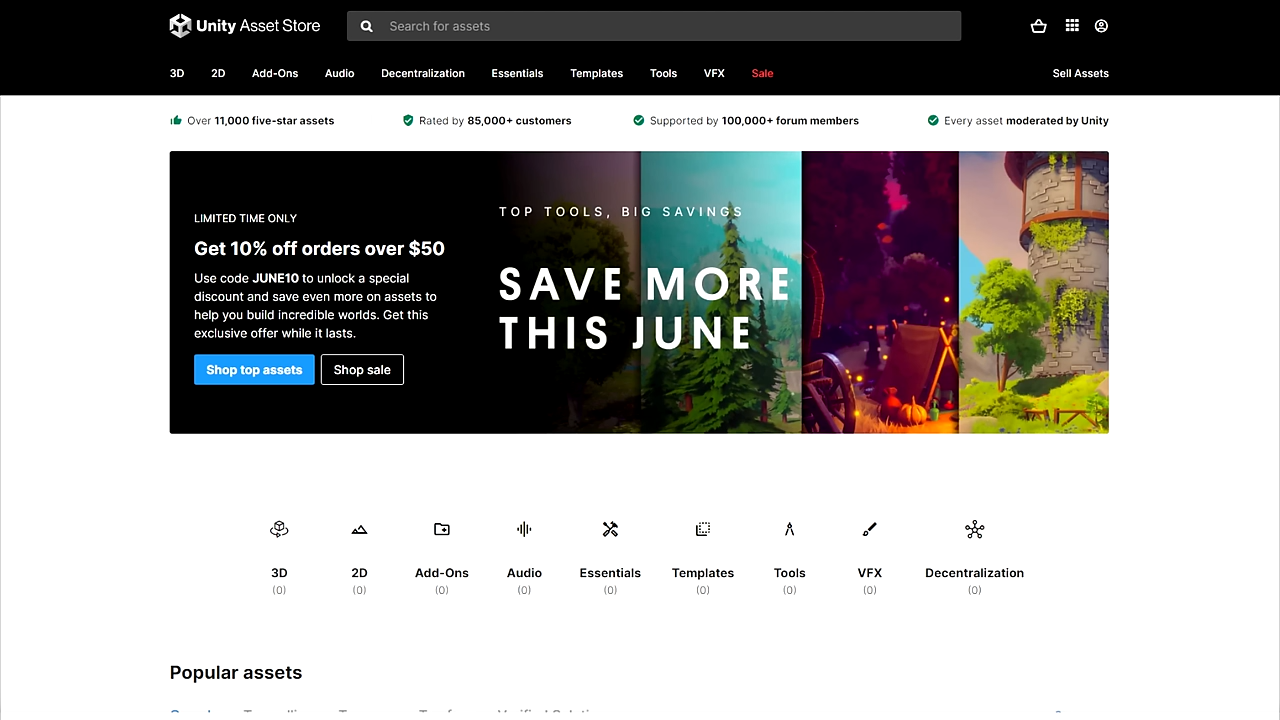 Unity Asset Store
Search for assets
3D 2D Add-Ons Audio Decentralization Essentials Templates Tools VFX Sale Sell Assets
Over 11,000 five-star assets Rated by 85,000+ customers Supported by 100,000+ forum members Every asset moderated by Unity
LIMITED TIME ONLY
Get 10% off orders over $50
Use code JUNE10 to unlock a special
discount and save even more on assets to
help you build incredible worlds. Get this
exclusive offer while it lasts.
Shop top assets Shop sale
TOP TOOLS, BIG SAVINGS
SAVE MORE
THIS JUNE
3D 2D Add-Ons Audio Essentials Templates Tools VFX Decentralization
(0) (0) (0) (0) (0) (0) (0) (0) (0)
Popular assets